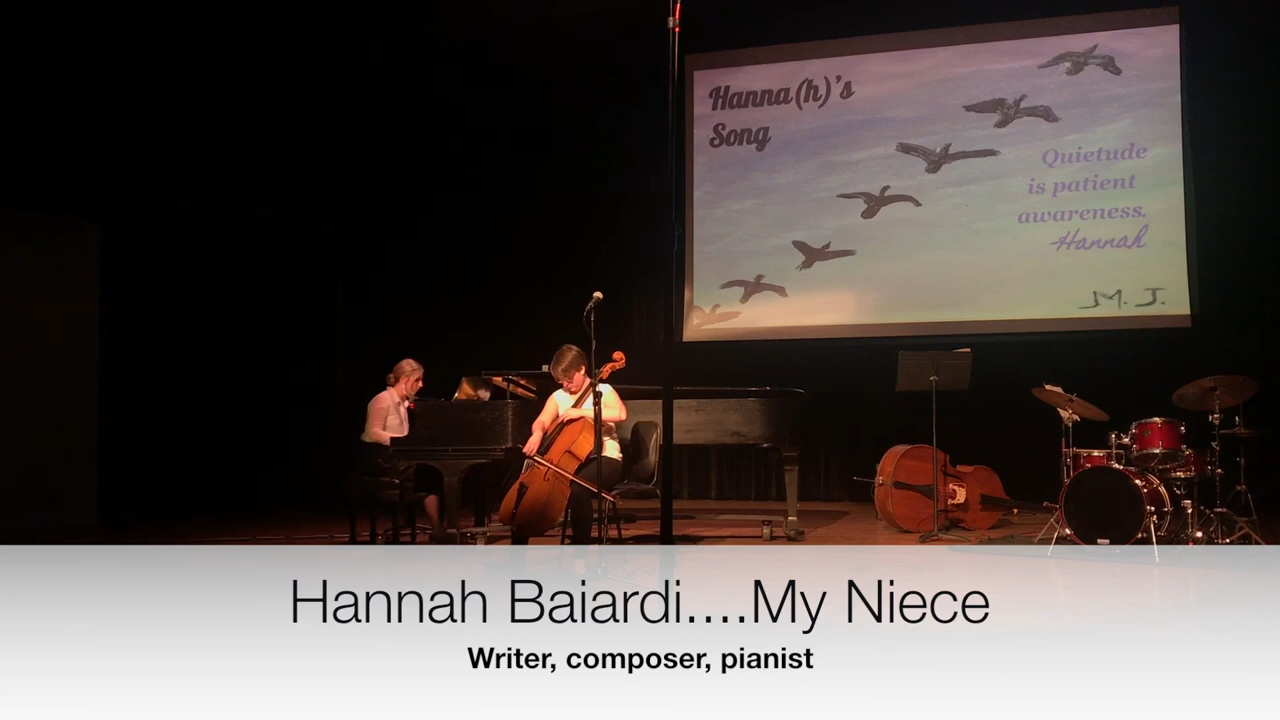 Hanna(h)'s
Song
Quietude
is patient
awareness.
-Hannah
M. J.
Hannah Baiardi....My Niece
Writer, composer, pianist